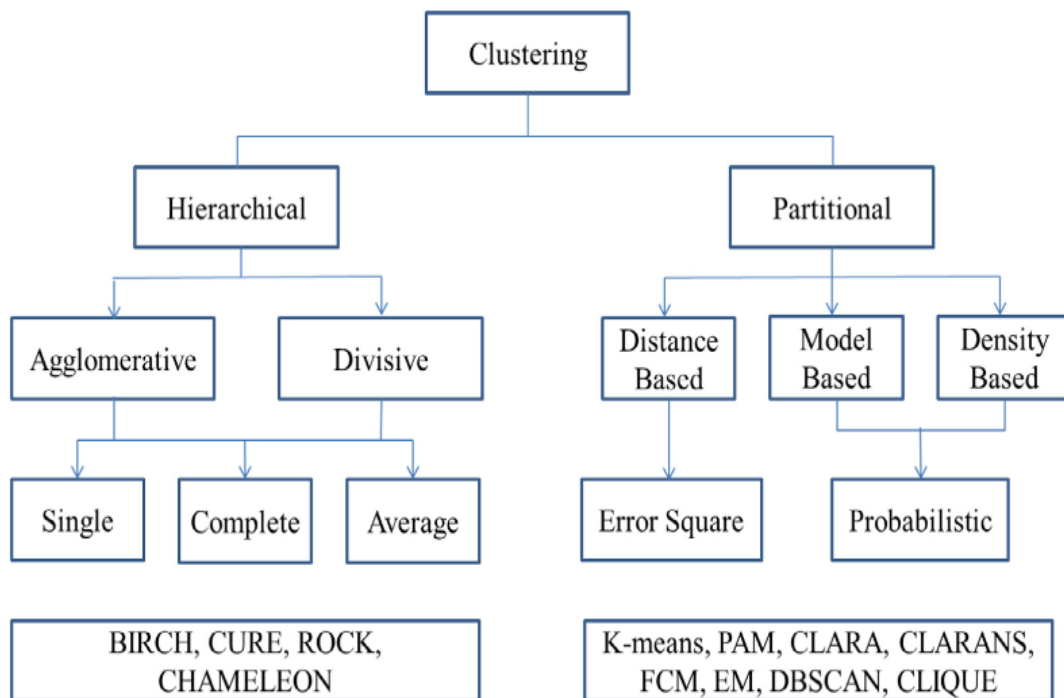 Clustering
Hierarchical
Partitional
Agglomerative
Divisive
Distance
Based
Model
Based
Density
Based
Single
Complete
Average
Error Square
Probabilistic
BIRCH, CURE, ROCK,
CHAMELEON
K-means, PAM, CLARA, CLARANS,
FCM, EM, DBSCAN, CLIQUE